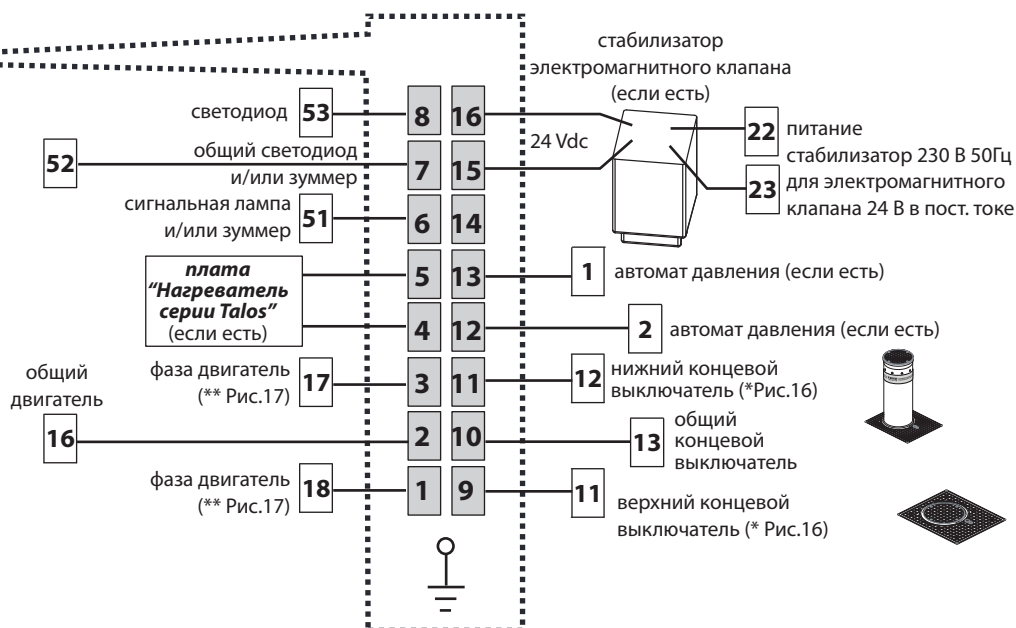 стабилизатор
электромагнитного клапана
(если есть)
светодиод 53 8 16
24 Vdc
22 питание
52
общий светодиод
и/или зуммер
7 15
стабилизатор 230 В 50Гц
23 для электромагнитного
клапана 24 В в пост. токе
сигнальная лампа
и/или зуммер
51 6 14
плата
“Нагреватель
серии Talos”
(если есть)
5 13 1 автомат давления (если есть)
4 12 2 автомат давления (если есть)
фаза двигатель
(** Рис.17)
17 3 11 12
нижний концевой
выключатель (*Рис.16)
общий
двигатель
16 2 10 13
общий
концевой
выключатель
фаза двигатель
(** Рис.17)
18 1 9 11
верхний концевой
выключатель (* Рис.16)